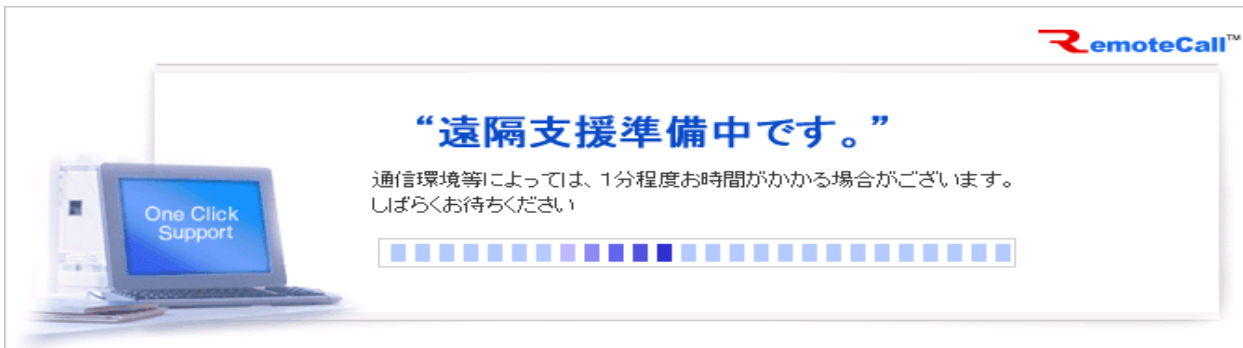 RemoteCall™
“遠隔支援準備中です。”
通信環境等によっては、1分程度お時間がかかる場合がございます。
しばらくお待ちください
One Click
Support